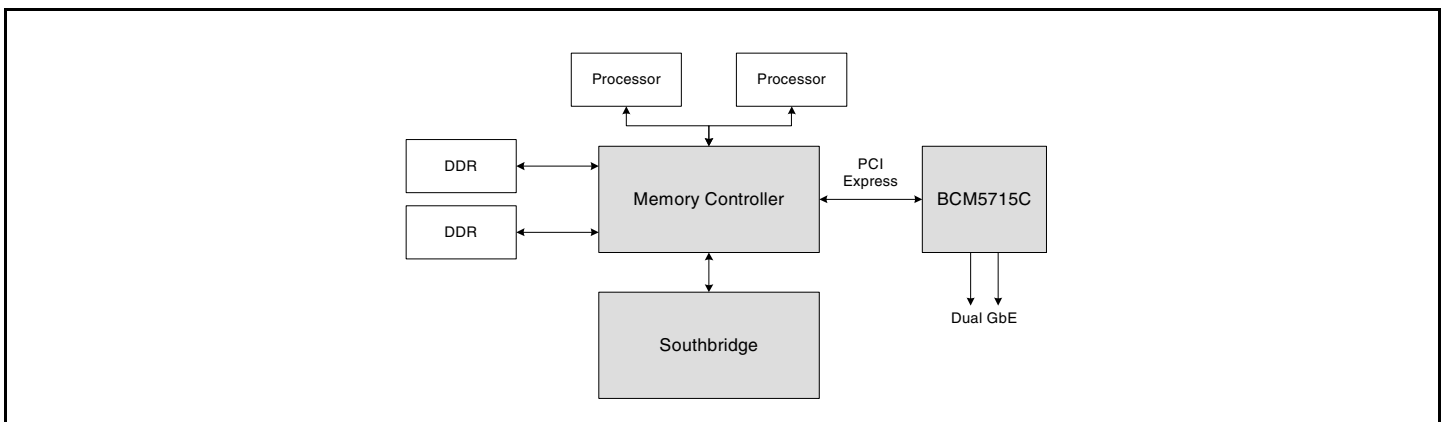 Processor
Processor
DDR
PCI
Express
Memory Controller
BCM5715C
DDR
Dual GbE
Southbridge